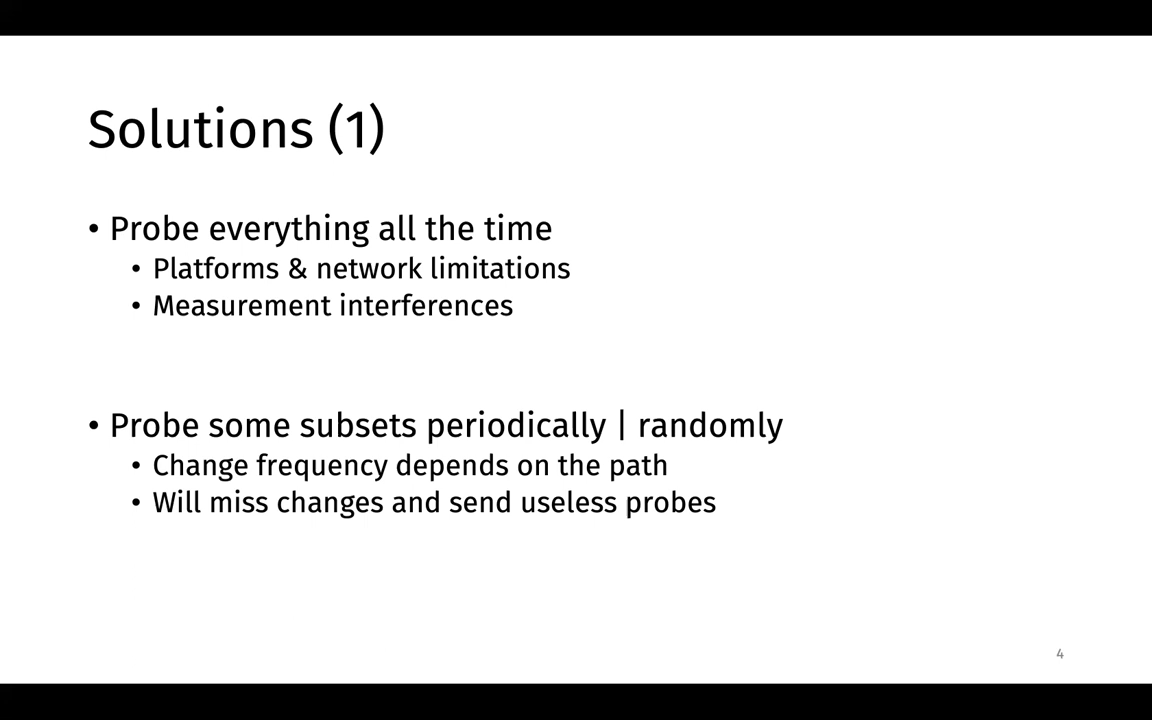 Solutions (1)
• Probe everything all the time
• Platforms & network limitations
• Measurement interferences
• Probe some subsets periodically | randomly
• Change frequency depends on the path
• Will miss changes and send useless probes
4